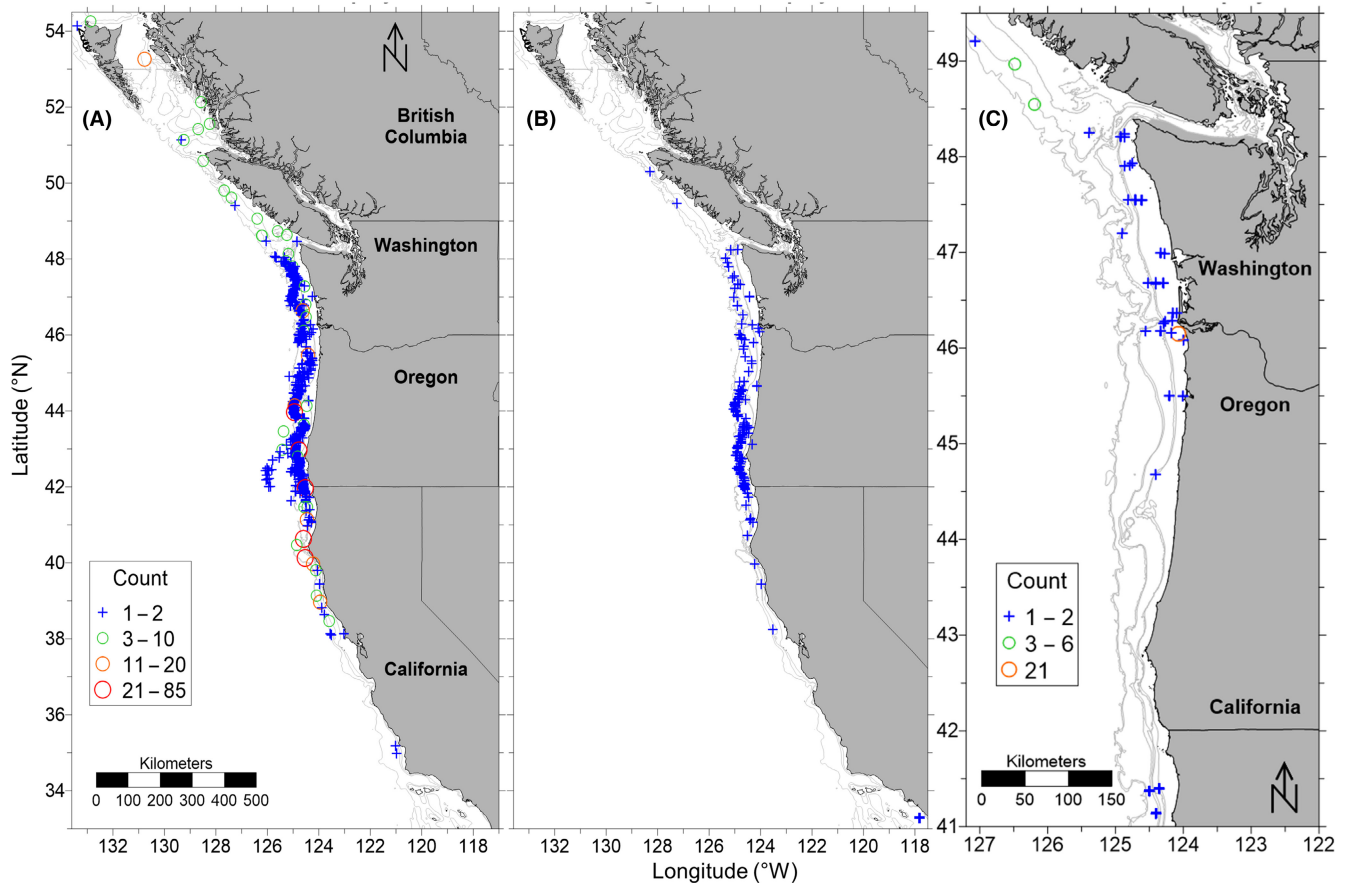 (A)
British
Columbia
Washington
Oregon
California
Count
1 – 2
3 – 10
11 – 20
21 – 85
Kilometers
0 100 200 300 400 500
N
54
52
50
48
46
44
42
40
38
36
34
132 130 128 126 124 122 120
Latitude (°N)
(B)
132 130 128 126 124 122 120 118
Longitude (°W)
(C)
Washington
Oregon
California
Count
1 – 2
3 – 6
21
Kilometers
0 50 100 150
N
49
48
47
46
45
44
43
42
41
127 126 125 124 123 122